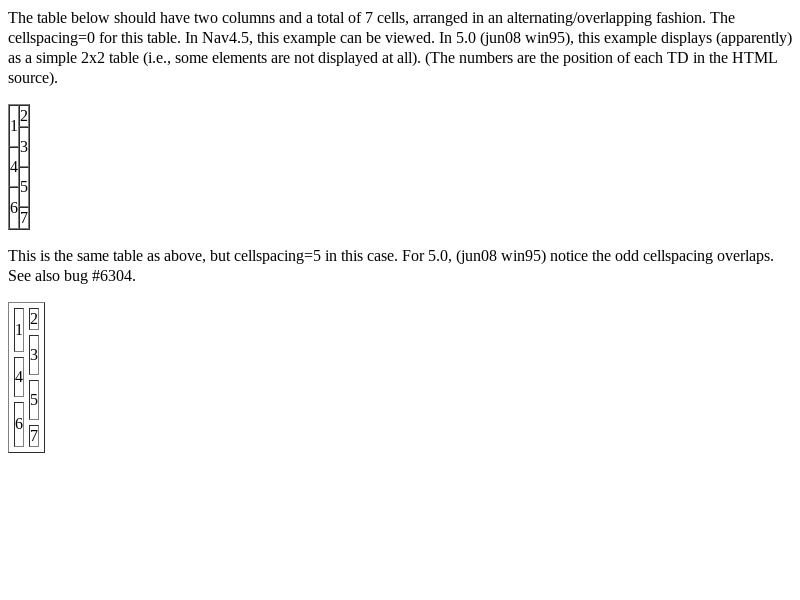 The table below should have two columns and a total of 7 cells, arranged in an alternating/overlapping fashion. The
cellspacing=0 for this table. In Nav4.5, this example can be viewed. In 5.0 (jun08 win95), this example displays (apparently)
as a simple 2x2 table (i.e., some elements are not displayed at all). (The numbers are the position of each TD in the HTML
source).
1
2
3
4
5
6
7
This is the same table as above, but cellspacing=5 in this case. For 5.0, (jun08 win95) notice the odd cellspacing overlaps.
See also bug #6304.
1
2
3
4
5
6
7